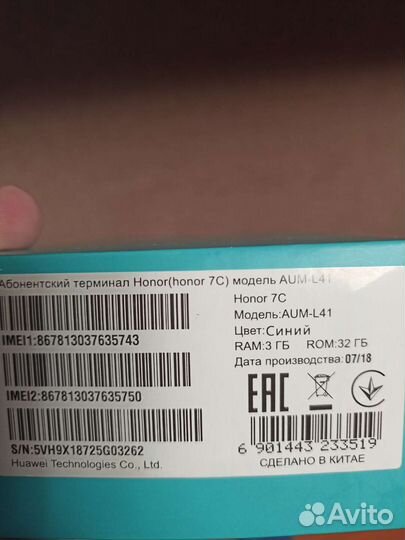 Абонентский терминал Honor(honor 7C) модель AUM-L41
Honor 7C
Модель:AUM-L41
Цвет:Синий
RAM:3 ГБ ROM:32 ГБ
Дата производства:07/18
IMEI1:867813037635743
IMEI2:867813037635750
S/N:5VH9X18725G03262
Huawei Technologies Co., Ltd.
EAC
6 901443 233519
СДЕЛАНО В КИТАЕ
Avito